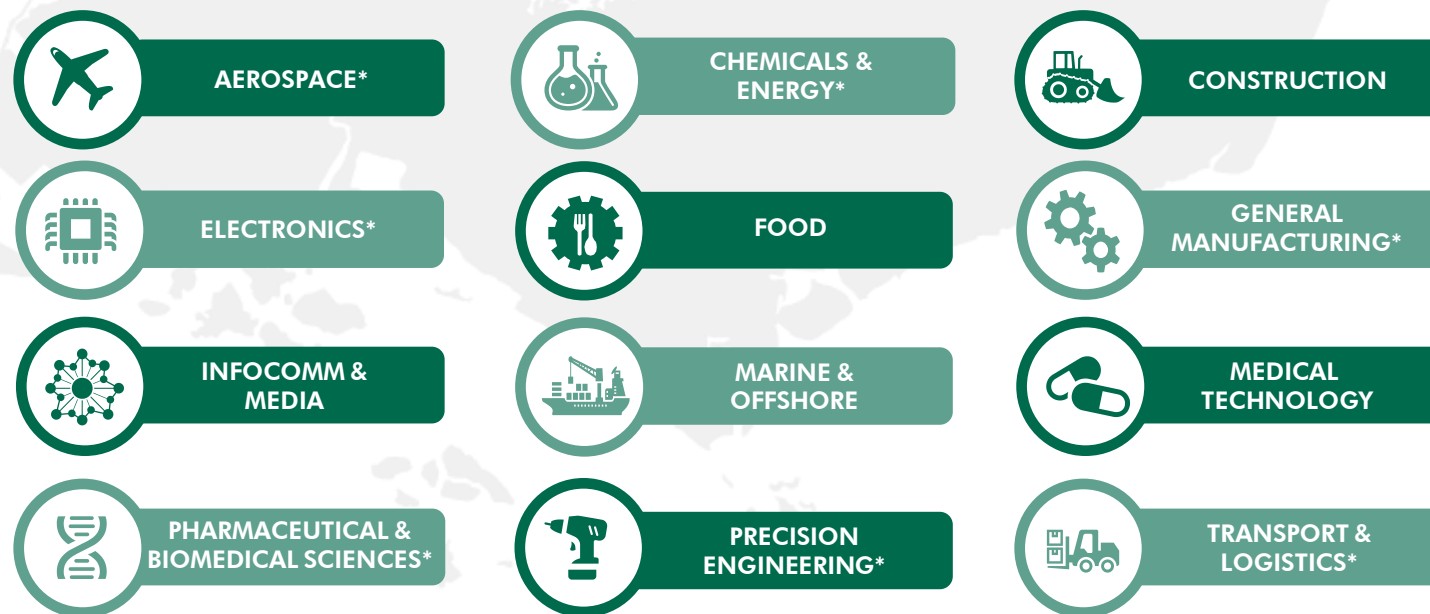 AEROSPACE*
CHEMICALS &
ENERGY*
CONSTRUCTION
ELECTRONICS*
FOOD
GENERAL
MANUFACTURING*
INFOCOMM &
MEDIA
MARINE &
OFFSHORE
MEDICAL
TECHNOLOGY
PHARMACEUTICAL &
BIOMEDICAL SCIENCES*
PRECISION
ENGINEERING*
TRANSPORT &
LOGISTICS*